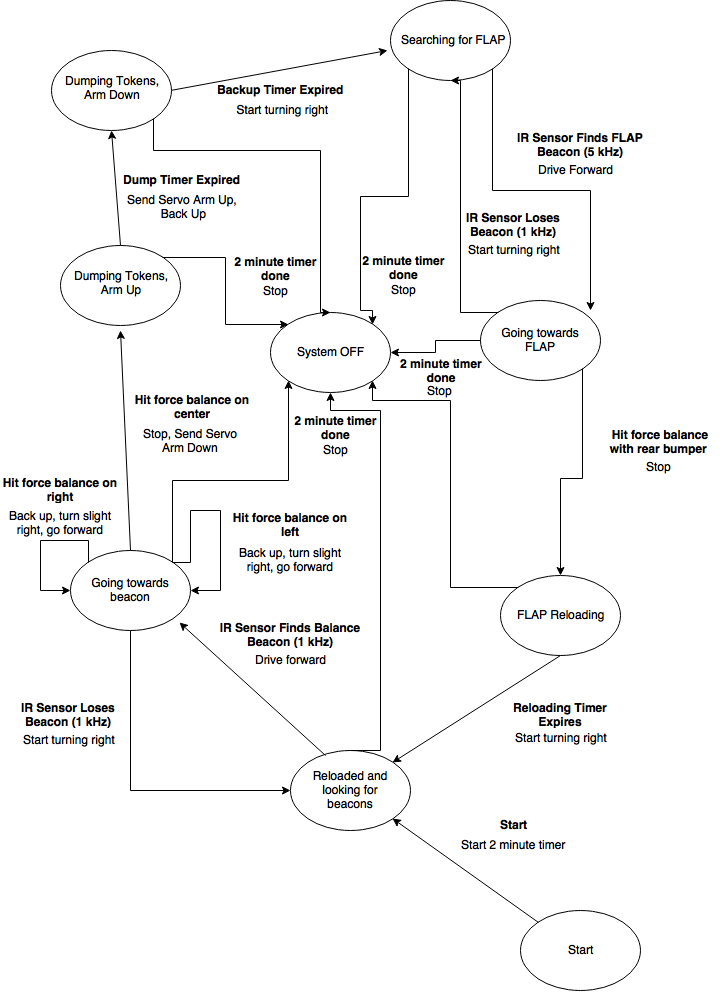 Searching for FLAP
Dumping Tokens,
Arm Down
Backup Timer Expired
Start turning right
IR Sensor Finds FLAP
Beacon (5 kHz)
Drive Forward
Dump Timer Expired
Send Servo Arm Up,
Back Up
IR Sensor Loses
Beacon (1 kHz)
Start turning right
2 minute timer
done
Stop
2 minute timer
done
Stop
Dumping Tokens,
Arm Up
System OFF
Going towards
FLAP
2 minute timer
done
Stop
Hit force balance on
center
Stop, Send Servo
Arm Down
2 minute timer
done
Stop
Hit force balance
with rear bumper
Stop
Hit force balance on
right
Back up, turn slight
right, go forward
Hit force balance on
left
Back up, turn slight
right, go forward
Going towards
beacon
FLAP Reloading
IR Sensor Finds Balance
Beacon (1 kHz)
Drive forward
IR Sensor Loses
Beacon (1 kHz)
Start turning right
Reloading Timer
Expires
Start turning right
Reloaded and
looking for
beacons
Start
Start 2 minute timer
Start